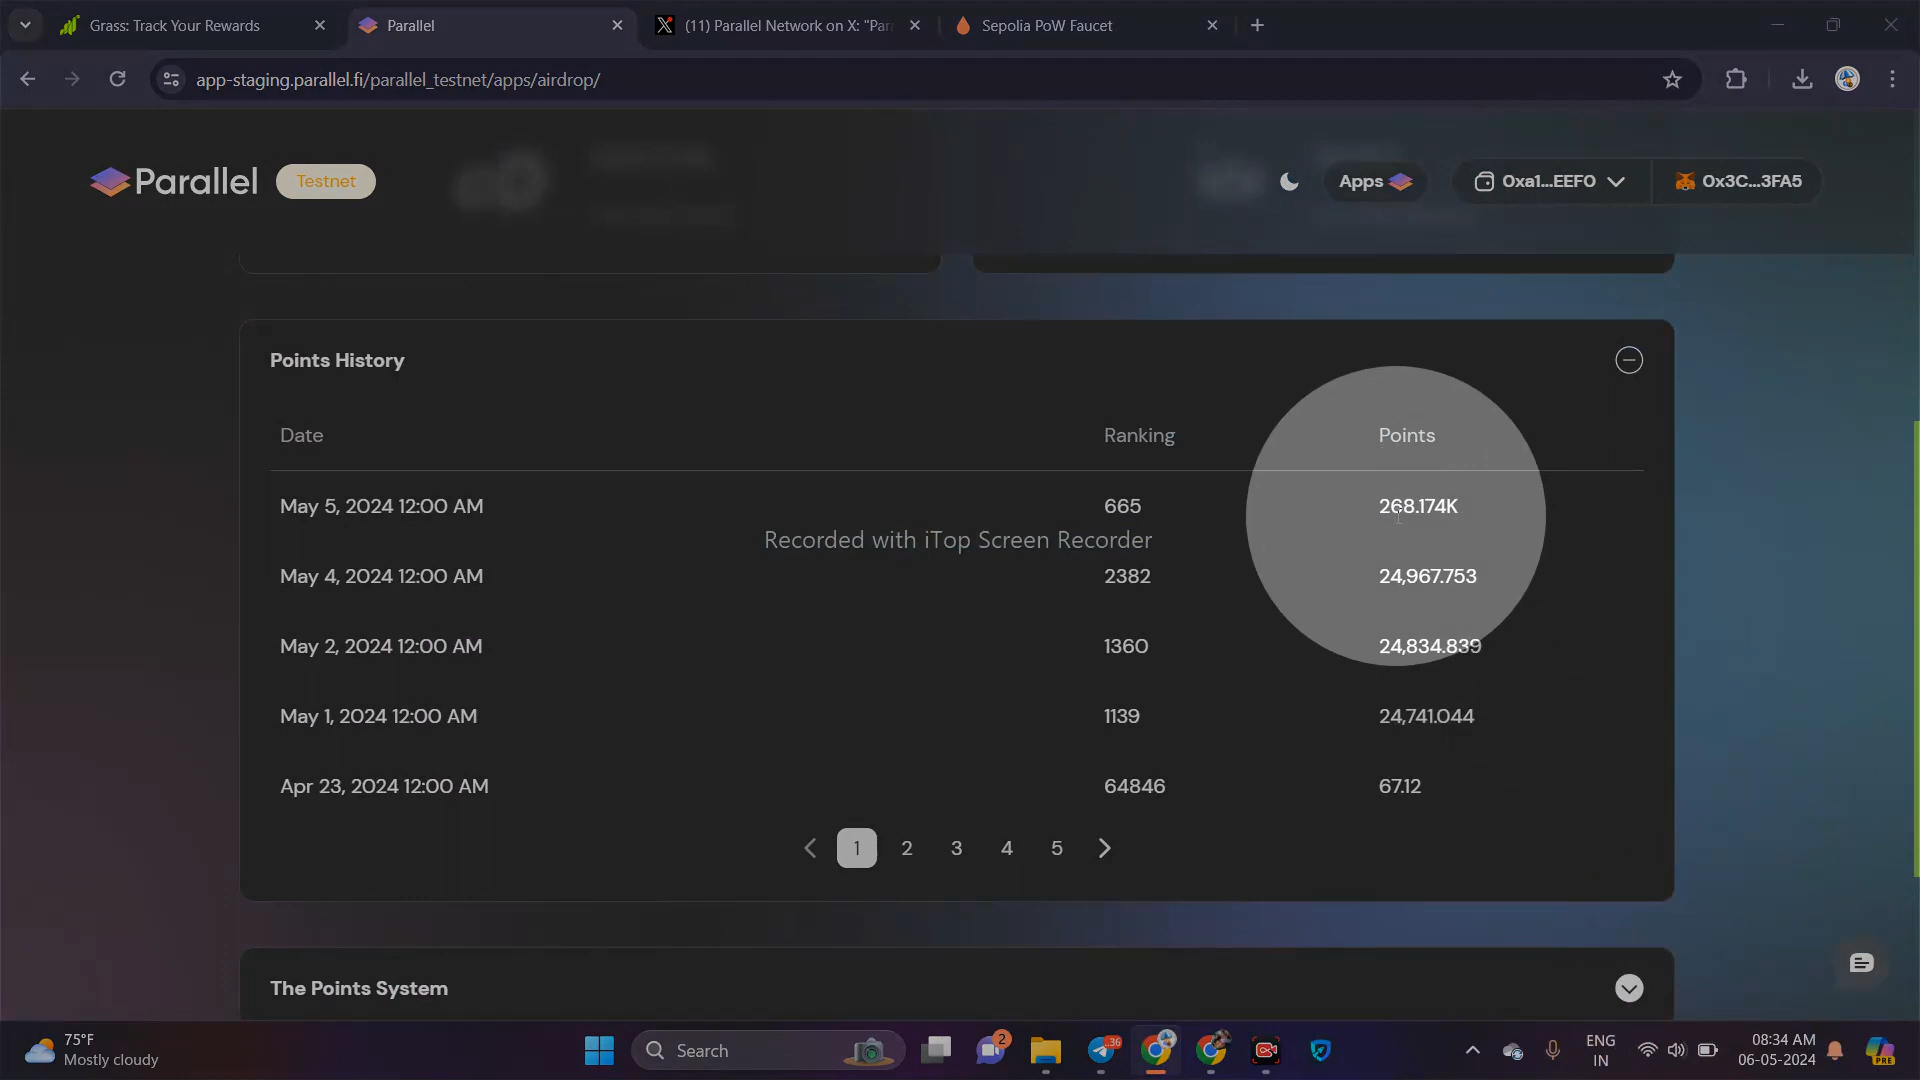 Grass: Track Your Rewards
Parallel
(11) Parallel Network on X: "Par
Sepolia PoW Faucet
app-staging.parallel.fi/parallel_testnet/apps/airdrop/
Parallel
Testnet
Apps
0xa1...EEF0
0x3C...3FA5
Points History
Date Ranking Points
May 5, 2024 12:00 AM 665 268.174K
Recorded with iTop Screen Recorder
May 4, 2024 12:00 AM 2382 24,967.753
May 2, 2024 12:00 AM 1360 24,834.839
May 1, 2024 12:00 AM 1139 24,741.044
Apr 23, 2024 12:00 AM 64846 67.12
1 2 3 4 5
The Points System
75°F
Mostly cloudy
Search
2
36
ENG
IN
08:34 AM
06-05-2024
PRE